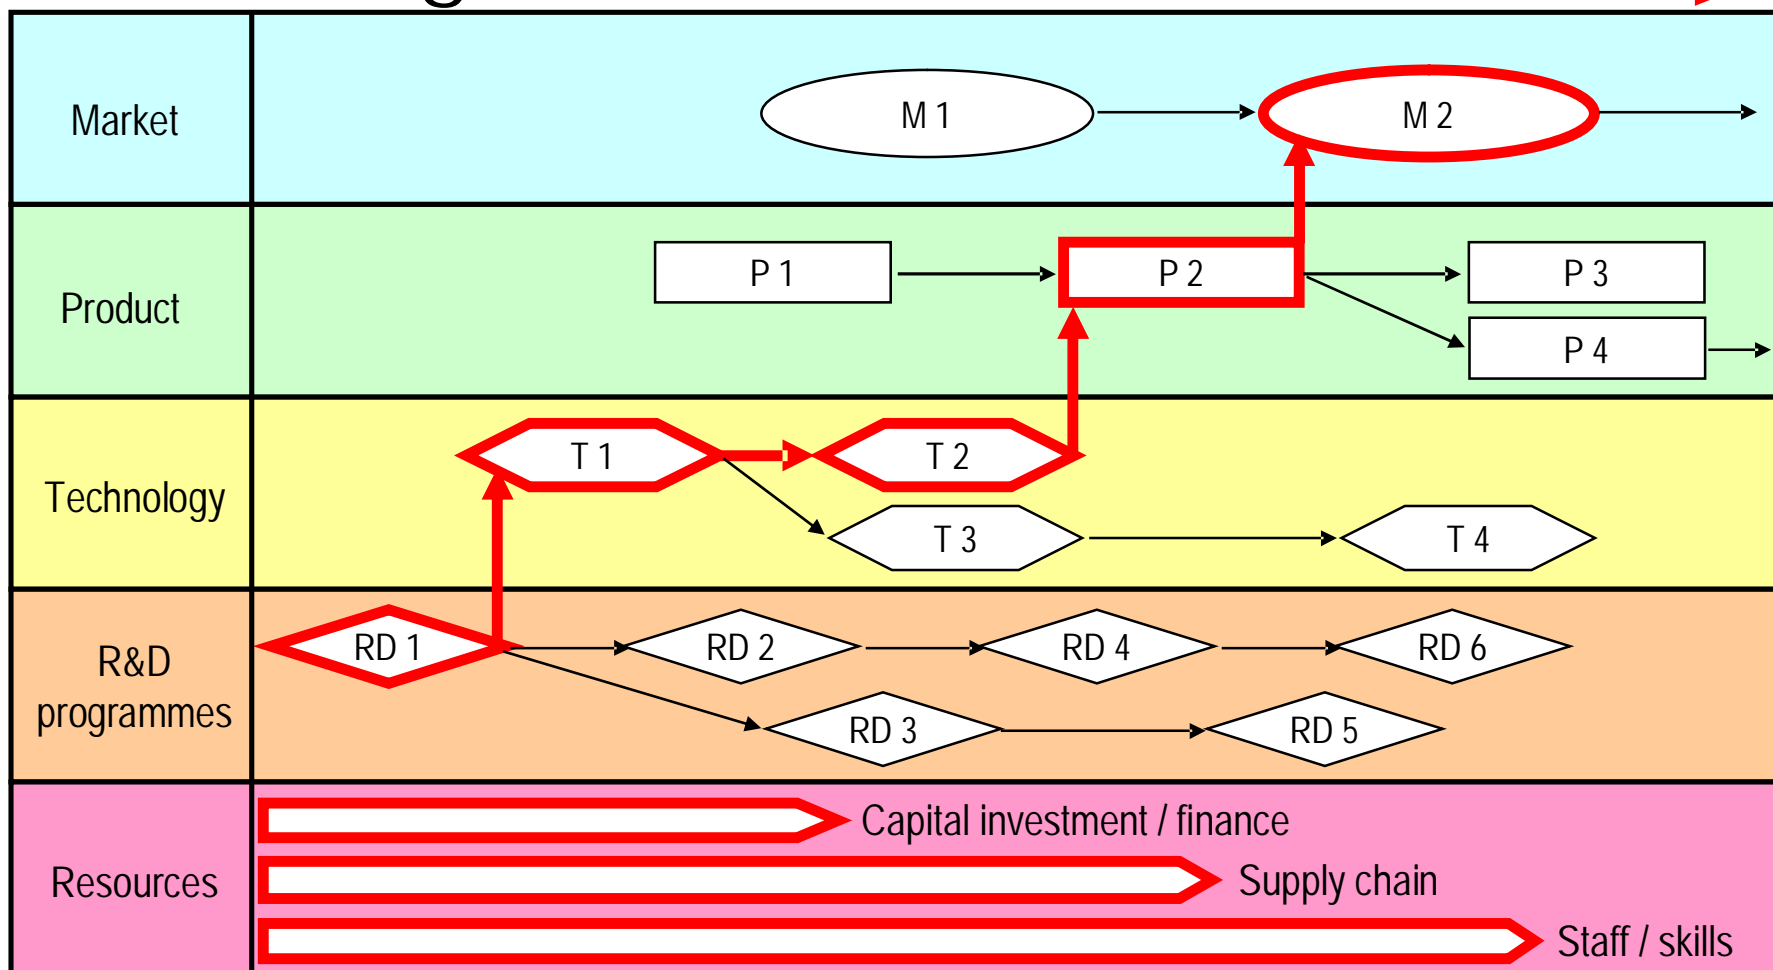 Market
M 1
M 2
Product
P 1
P 2
P 3
P 4
Technology
T 1
T 2
T 3
T 4
R&D
programmes
RD 1
RD 2
RD 4
RD 6
RD 3
RD 5
Resources
Capital investment / finance
Supply chain
Staff / skills